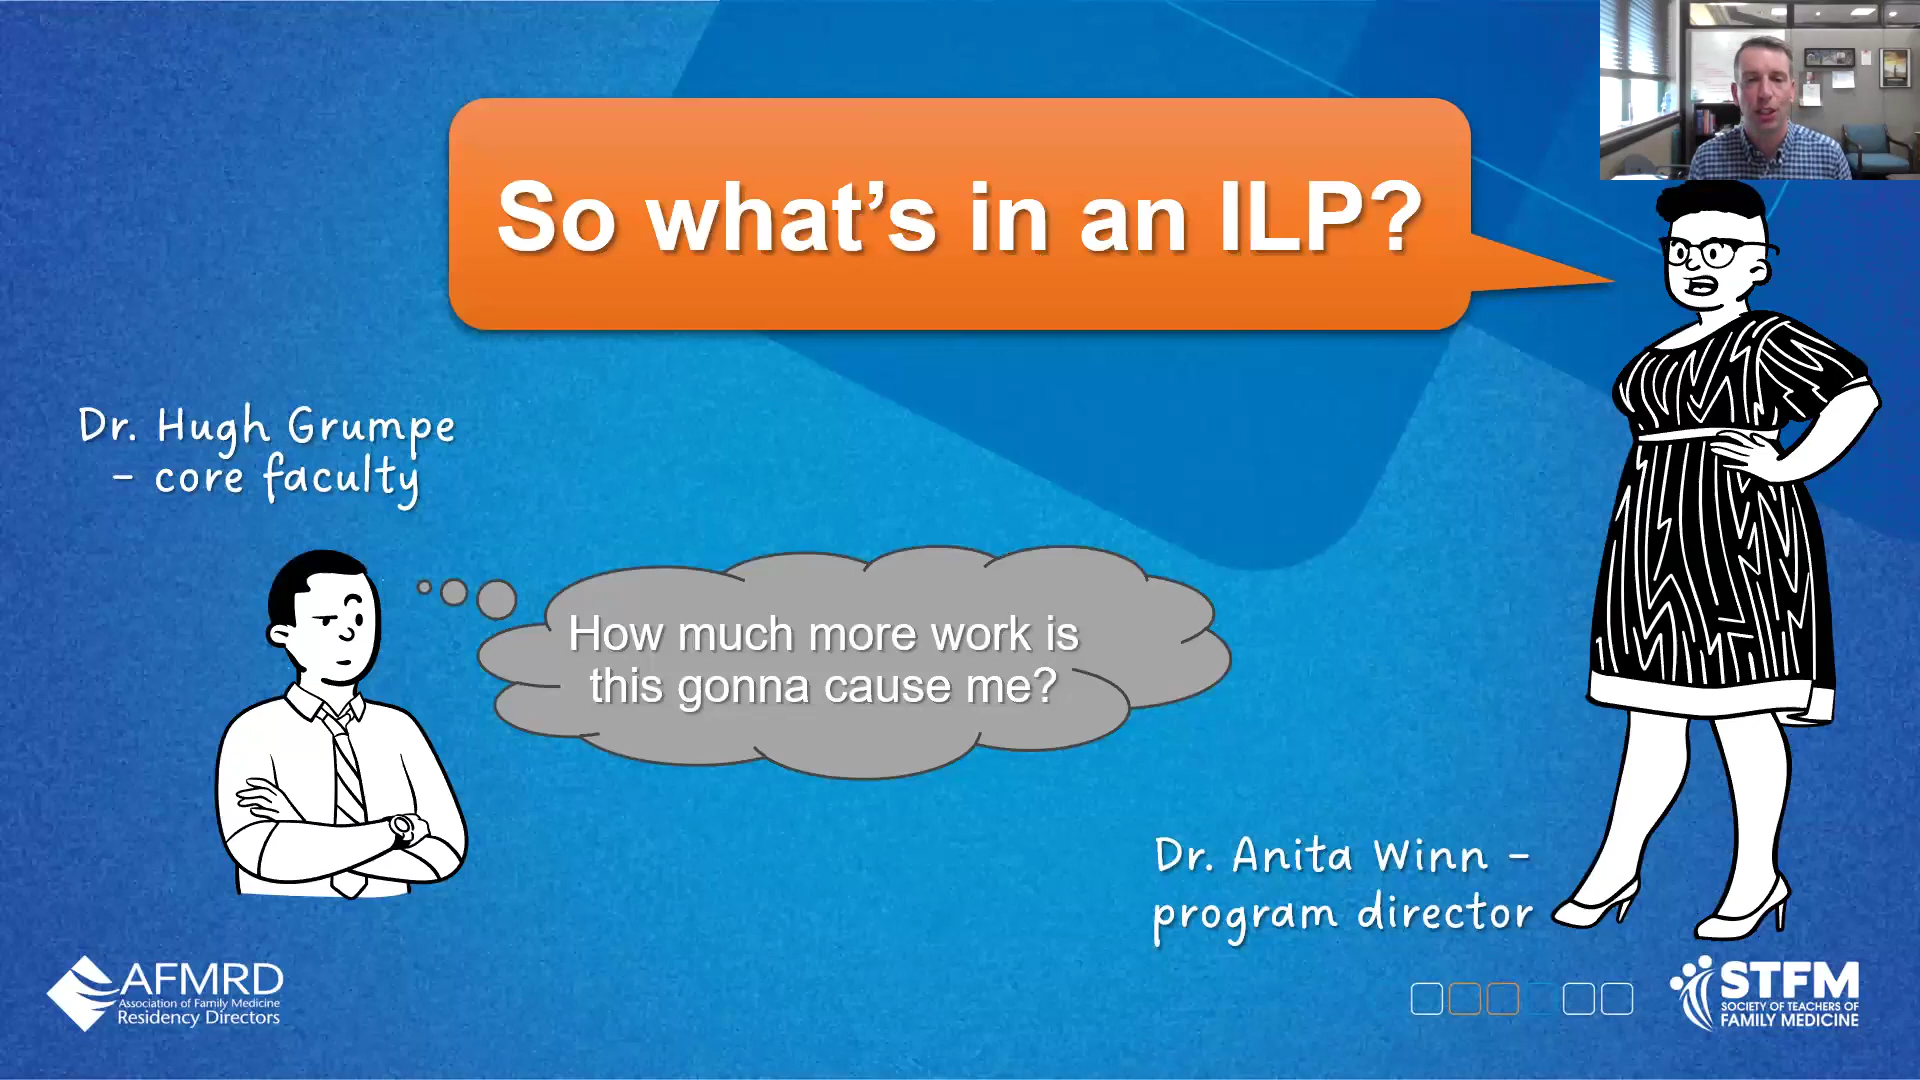 So what's in an ILP?
Dr. Hugh Grumpe
- core faculty
How much more work is
this gonna cause me?
Dr. Anita Winn -
program director
AFMRD
Association of Family Medicine
Residency Directors
STFM
SOCIETY OF TEACHERS OF
FAMILY MEDICINE